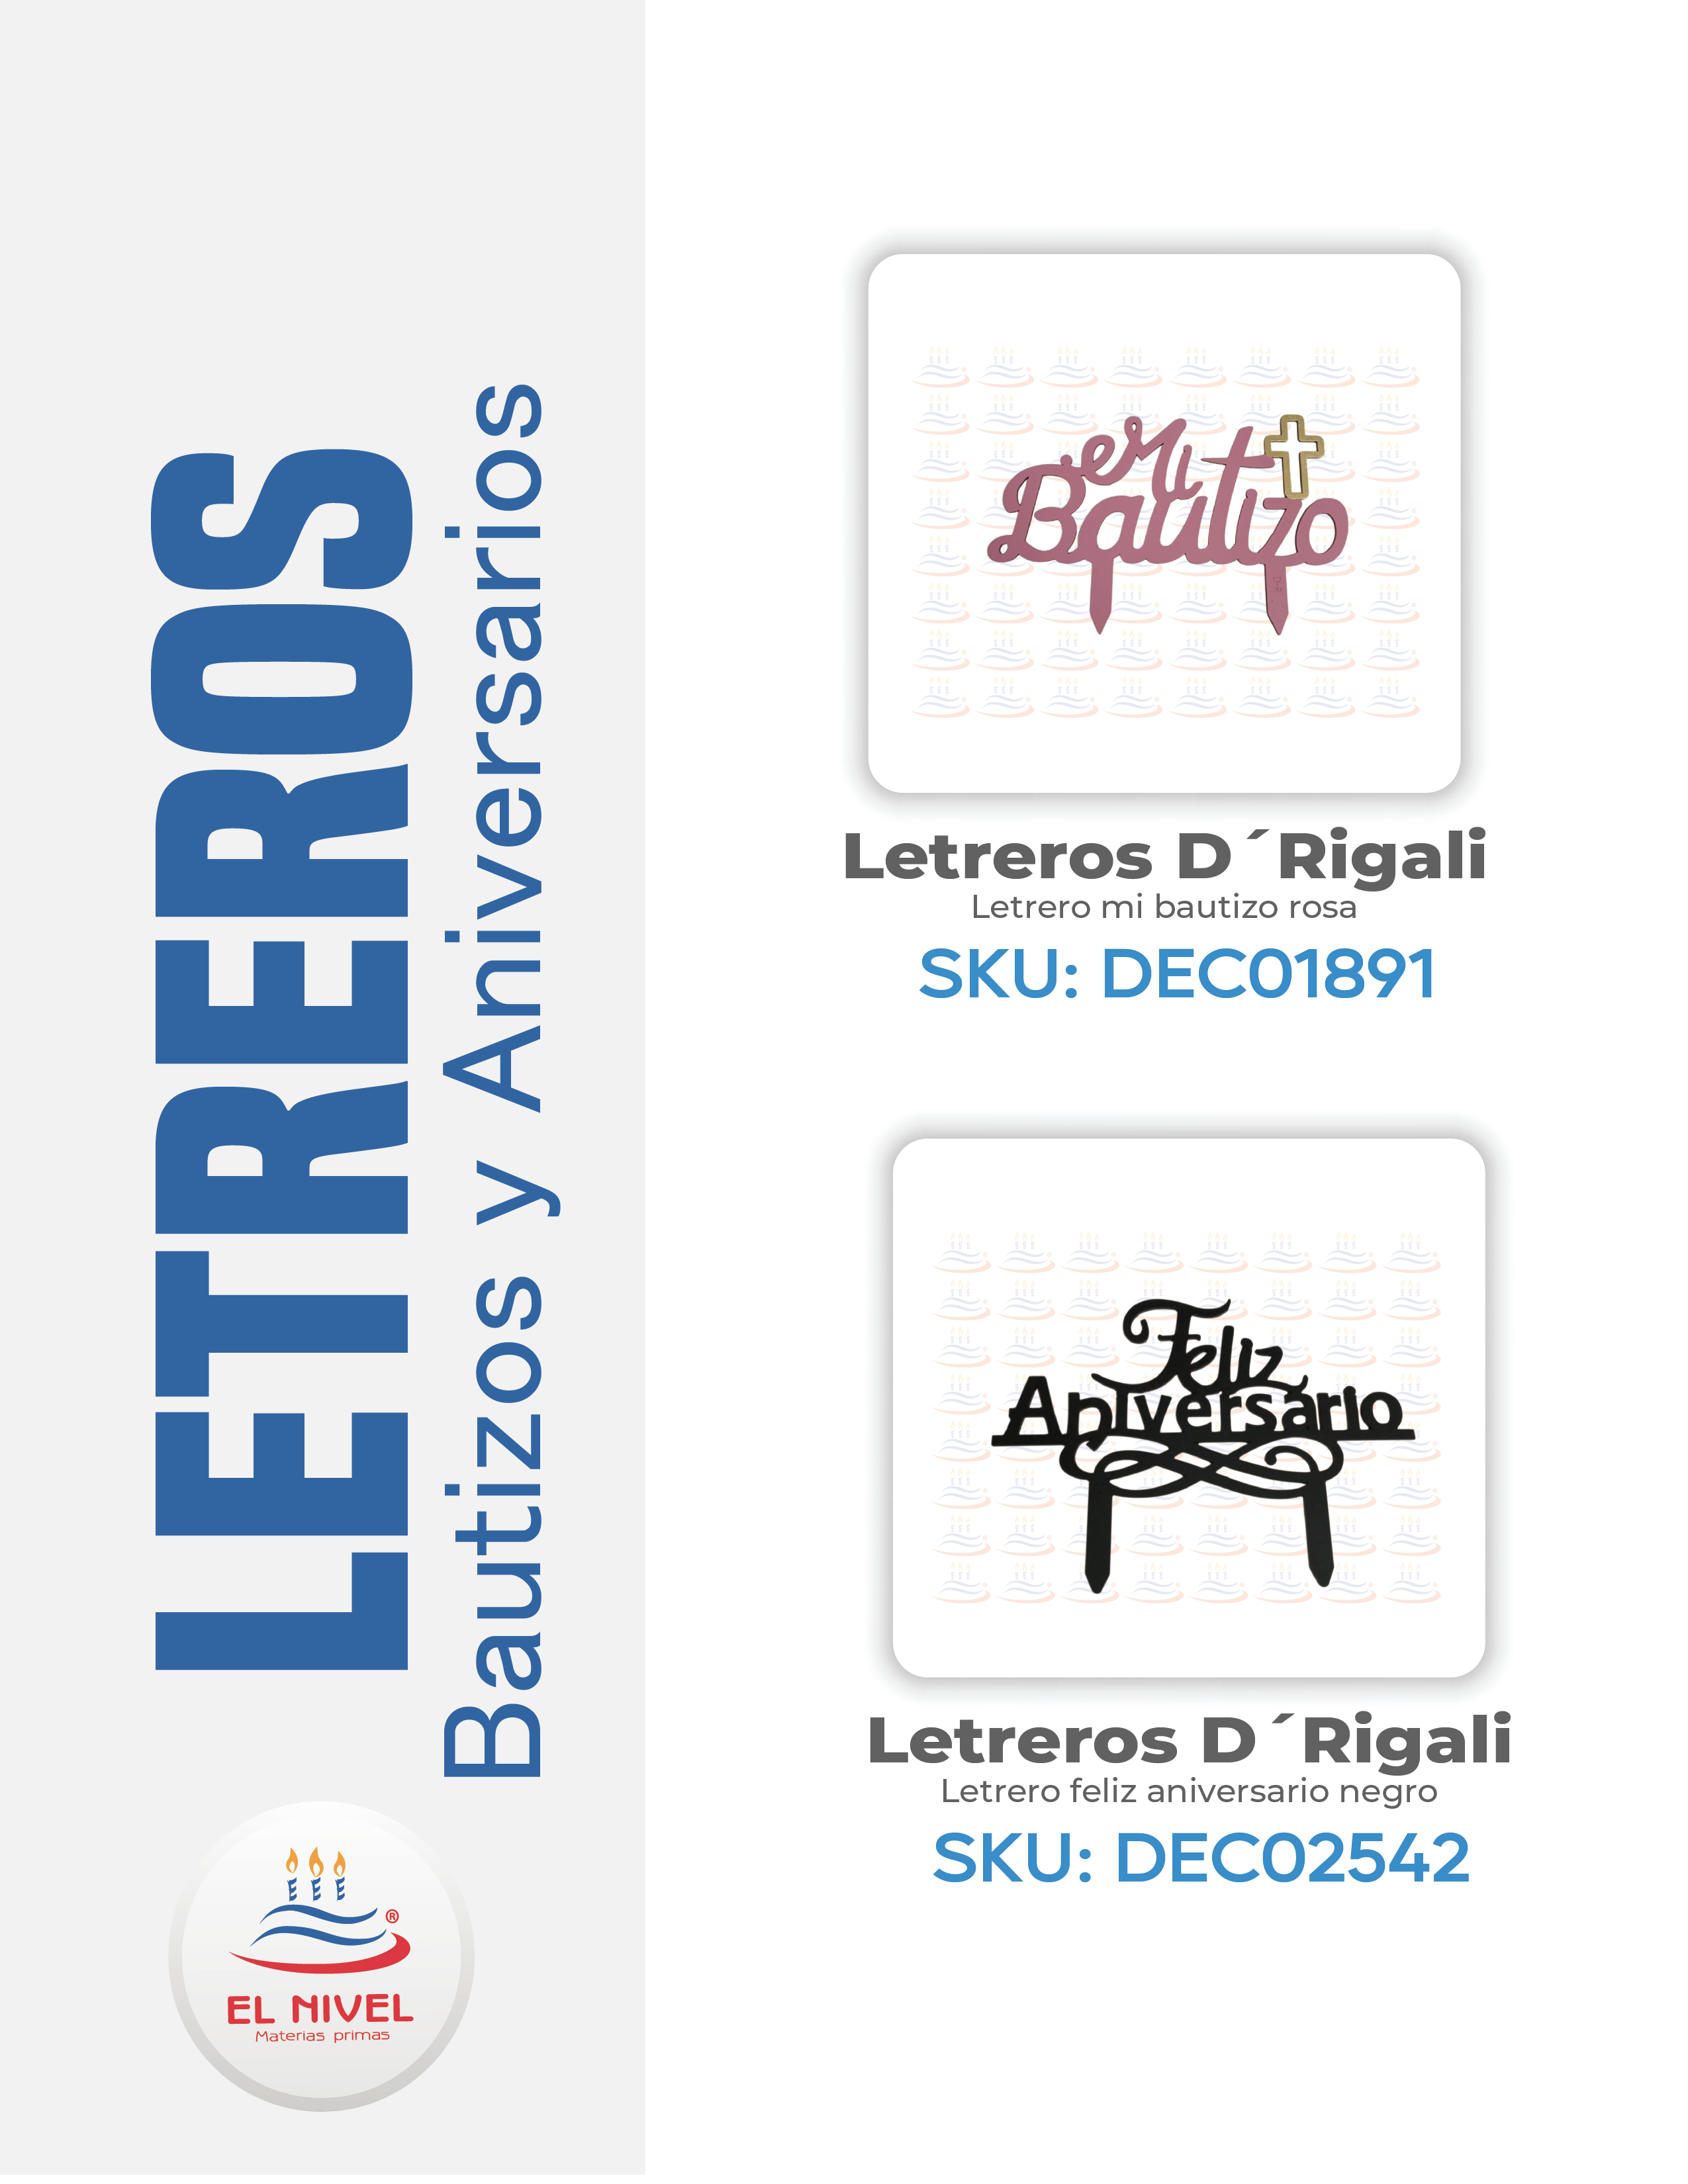 LETREROS
Bautizos y Aniversarios
®
EL NIVEL
Materias primas
Mi
Bautizo
Letreros D´Rigali
Letrero mi bautizo rosa
SKU: DEC01891
Feliz
Aniversario
Letreros D´Rigali
Letrero feliz aniversario negro
SKU: DEC02542